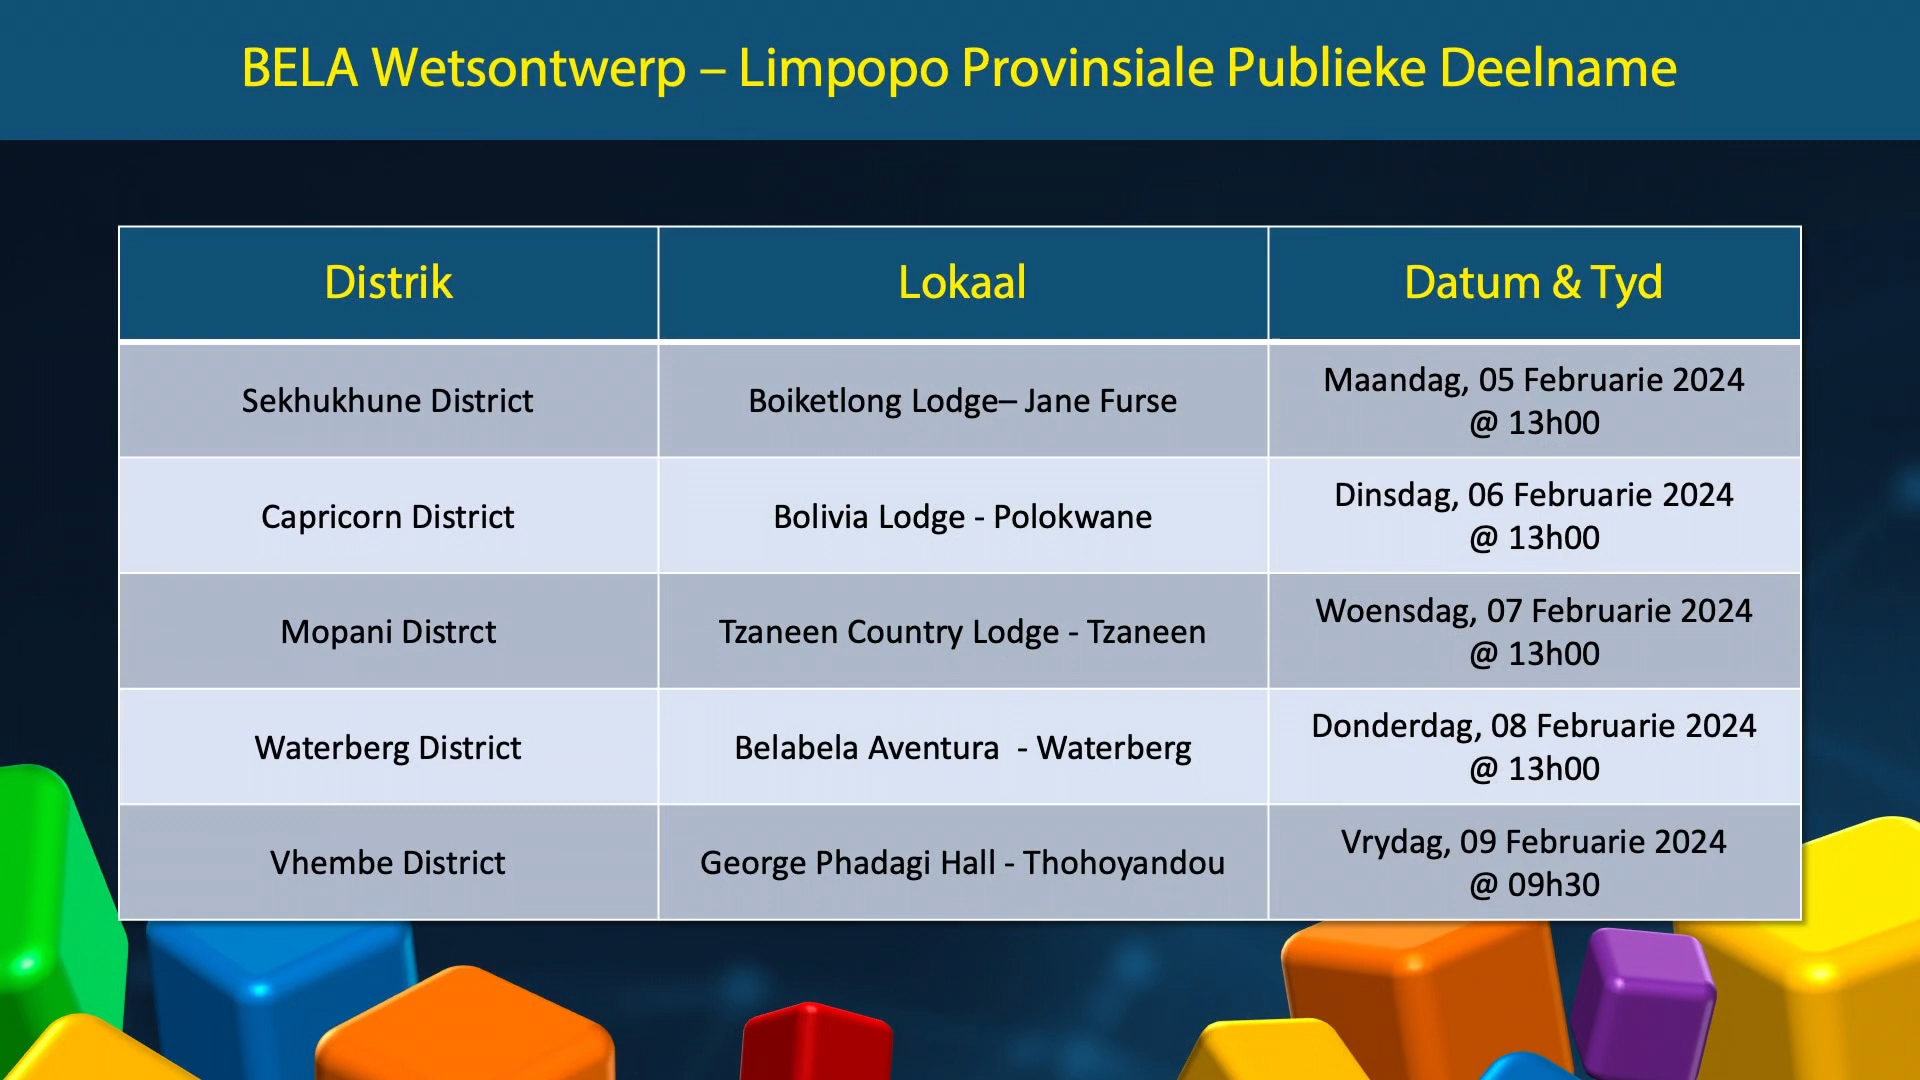 BELA Wetsontwerp – Limpopo Provinsiale Publieke Deelname
Distrik
Lokaal
Datum & Tyd
Sekhukhune District
Boiketlong Lodge– Jane Furse
Maandag, 05 Februarie 2024
@ 13h00
Capricorn District
Bolivia Lodge - Polokwane
Dinsdag, 06 Februarie 2024
@ 13h00
Mopani Distrct
Tzaneen Country Lodge - Tzaneen
Woensdag, 07 Februarie 2024
@ 13h00
Waterberg District
Belabela Aventura  - Waterberg
Donderdag, 08 Februarie 2024
@ 13h00
Vhembe District
George Phadagi Hall - Thohoyandou
Vrydag, 09 Februarie 2024
@ 09h30